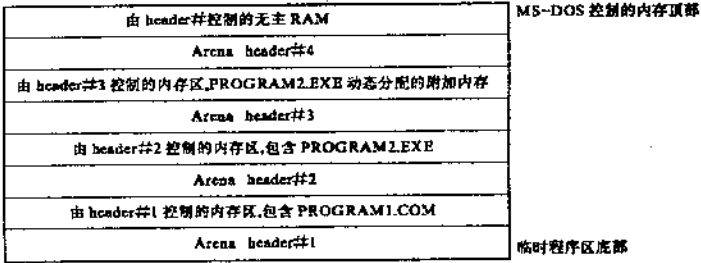 由 header#控制的无主 RAM
MS-DOS 控制的内存顶部
Arena header#4
由 header#3 控制的内存区,PROGRAM2.EXE 动态分配的附加内存
Arena header#3
由 header#2 控制的内存区,包含 PROGRAM2.EXE
Arena header#2
由 header#1 控制的内存区,包含 PROGRAM1.COM
Arena header#1
临时程序区底部